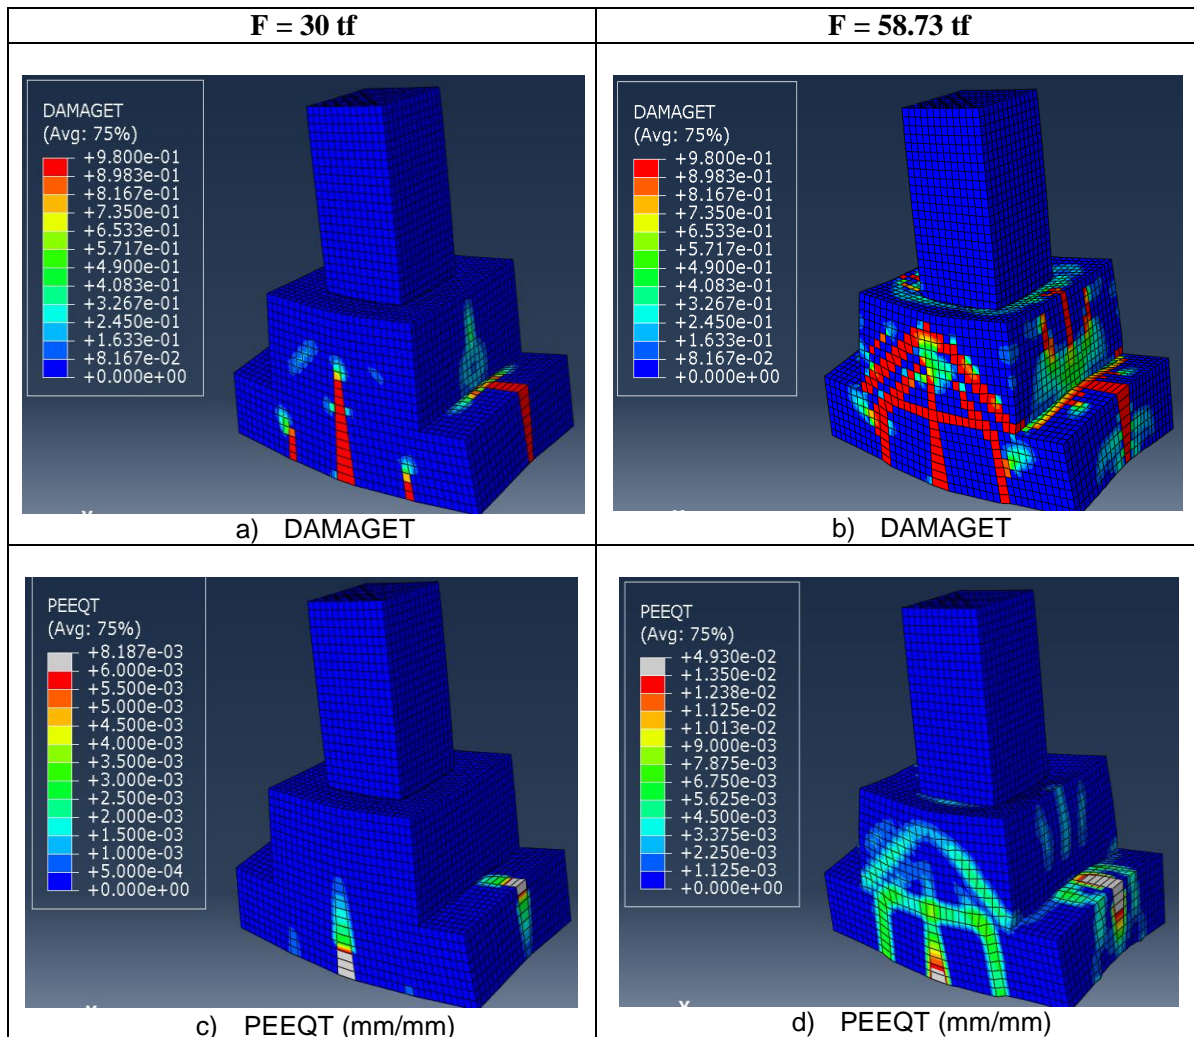 F = 30 tf
F = 58.73 tf
DAMAGET
(Avg: 75%)
+9.800e-01
+8.983e-01
+8.167e-01
+7.350e-01
+6.533e-01
+5.717e-01
+4.900e-01
+4.083e-01
+3.267e-01
+2.450e-01
+1.633e-01
+8.167e-02
+0.000e+00
a) DAMAGET
DAMAGET
(Avg: 75%)
+9.800e-01
+8.983e-01
+8.167e-01
+7.350e-01
+6.533e-01
+5.717e-01
+4.900e-01
+4.083e-01
+3.267e-01
+2.450e-01
+1.633e-01
+8.167e-02
+0.000e+00
b) DAMAGET
PEEQT
(Avg: 75%)
+8.187e-03
+6.000e-03
+5.500e-03
+5.000e-03
+4.500e-03
+4.000e-03
+3.500e-03
+3.000e-03
+2.500e-03
+2.000e-03
+1.500e-03
+1.000e-03
+5.000e-04
+0.000e+00
c) PEEQT (mm/mm)
PEEQT
(Avg: 75%)
+4.930e-02
+1.350e-02
+1.238e-02
+1.125e-02
+1.013e-02
+9.000e-03
+7.875e-03
+6.750e-03
+5.625e-03
+4.500e-03
+3.375e-03
+2.250e-03
+1.125e-03
+0.000e+00
d) PEEQT (mm/mm)